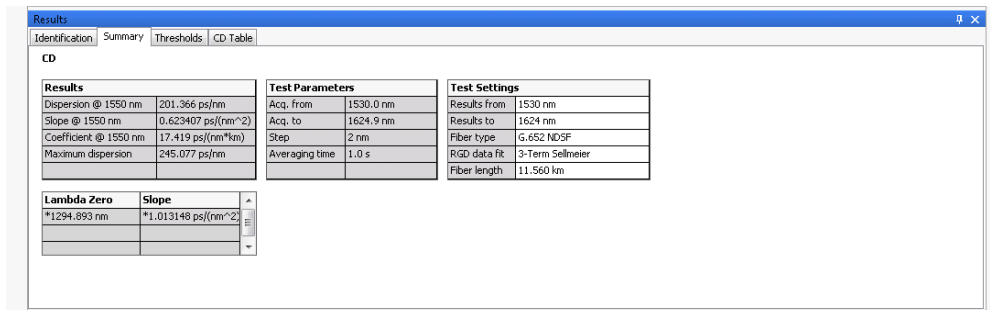 Results
Identification Summary Thresholds CD Table
CD
Results
Dispersion @ 1550 nm 201.366 ps/nm
Slope @ 1550 nm 0.623407 ps/(nm^2)
Coefficient @ 1550 nm 17.419 ps/(nm*km)
Maximum dispersion 245.077 ps/nm
Test Parameters
Acq. from 1530.0 nm
Acq. to 1624.9 nm
Step 2 nm
Averaging time 1.0 s
Test Settings
Results from 1530 nm
Results to 1624 nm
Fiber type G.652 NDSF
RGD data fit 3-Term Sellmeier
Fiber length 11.560 km
Lambda Zero Slope
*1294.893 nm *1.013148 ps/(nm^2)